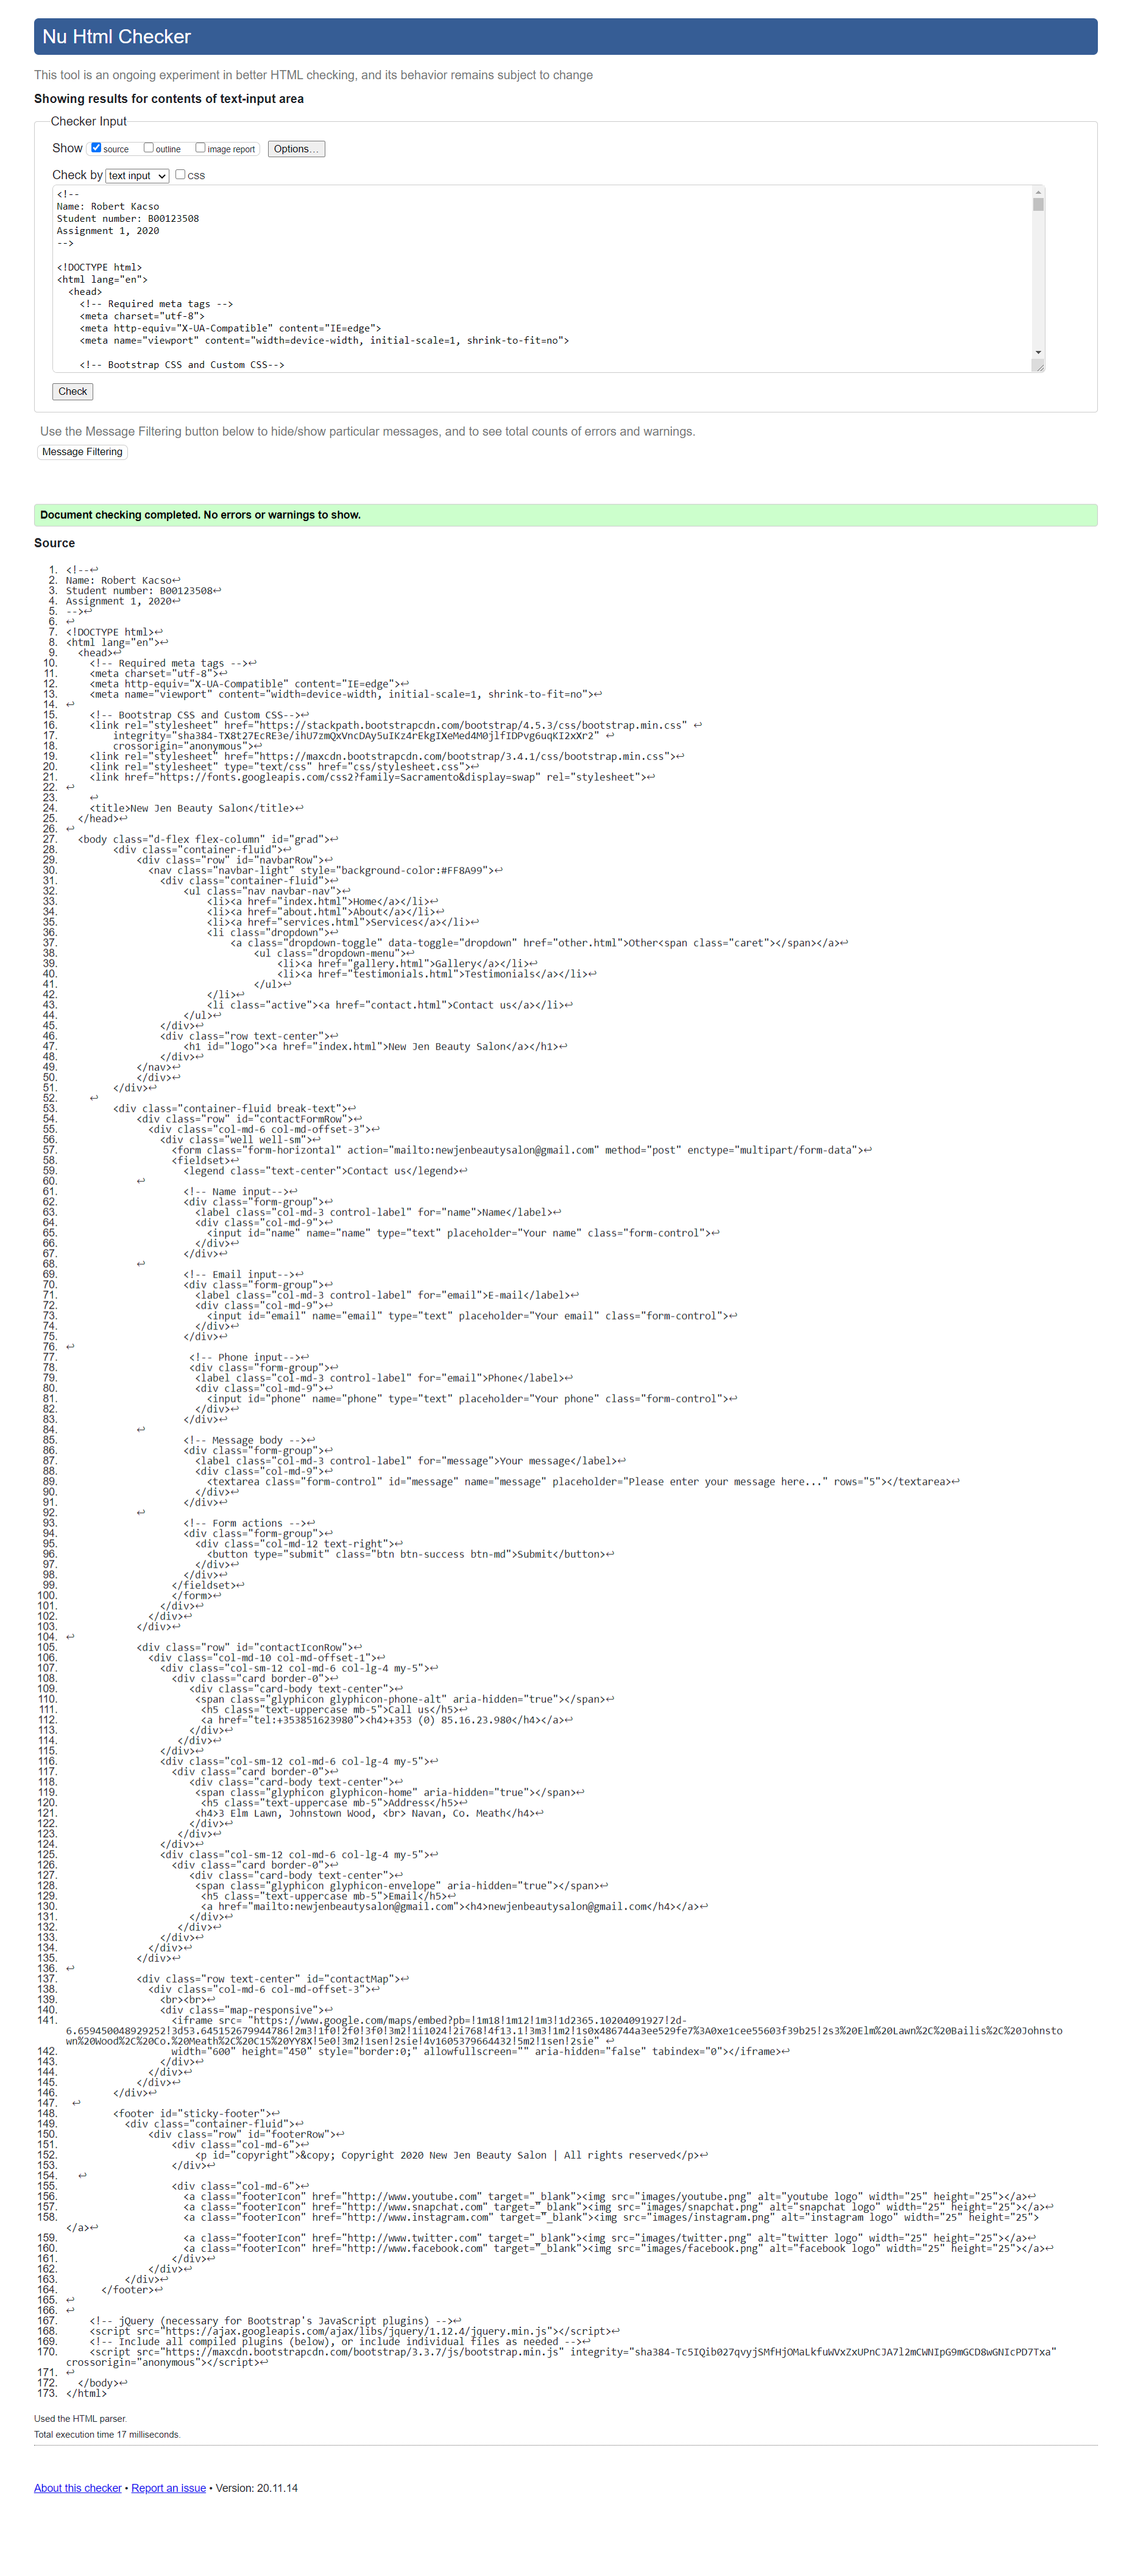 Nu Html Checker
This tool is an ongoing experiment in better HTML checking, and its behavior remains subject to change
Showing results for contents of text-input area
Checker Input
Show source outline image report Options...
Check by text input css
<!--
Name: Robert Kacso
Student number: B00123508
Assignment 1, 2020
-->
<!DOCTYPE html>
<html lang="en">
<head>
<!-- Required meta tags -->
<meta charset="utf-8">
<meta http-equiv="X-UA-Compatible" content="IE=edge">
<meta name="viewport" content="width=device-width, initial-scale=1, shrink-to-fit=no">
<!-- Bootstrap CSS and Custom CSS-->
Check
Use the Message Filtering button below to hide/show particular messages, and to see total counts of errors and warnings.
Message Filtering
Document checking completed. No errors or warnings to show.
Source
1. <!--↩
2. Name: Robert Kacso↩
3. Student number: B00123508↩
4. Assignment 1, 2020↩
5. -->↩
6. ↩
7. <!DOCTYPE html>↩
8. <html lang="en">↩
9. <head>↩
10. <!-- Required meta tags -->↩
11. <meta charset="utf-8">↩
12. <meta http-equiv="X-UA-Compatible" content="IE=edge">↩
13. <meta name="viewport" content="width=device-width, initial-scale=1, shrink-to-fit=no">↩
14. ↩
15. <!-- Bootstrap CSS and Custom CSS-->↩
16. <link rel="stylesheet" href="https://stackpath.bootstrapcdn.com/bootstrap/4.5.3/css/bootstrap.min.css" ↩
17. integrity="sha384-TX8t27EcRE3e/ihU7zmQxVncDAy5uIKz4rEkgIXeMed4M0jlfIDPvg6uqKI2xXr2" ↩
18. crossorigin="anonymous">↩
19. <link rel="stylesheet" href="https://maxcdn.bootstrapcdn.com/bootstrap/3.4.1/css/bootstrap.min.css">↩
20. <link rel="stylesheet" type="text/css" href="css/stylesheet.css">↩
21. <link href="https://fonts.googleapis.com/css2?family=Sacramento&display=swap" rel="stylesheet">↩
22. ↩
23. ↩
24. <title>New Jen Beauty Salon</title>↩
25. </head>↩
26. ↩
27. <body class="d-flex flex-column" id="grad">↩
28. <div class="container-fluid">↩
29. <div class="row" id="navbarRow">↩
30. <nav class="navbar-light" style="background-color:#FF8A99">↩
31. <div class="container-fluid">↩
32. <ul class="nav navbar-nav">↩
33. <li><a href="index.html">Home</a></li>↩
34. <li><a href="about.html">About</a></li>↩
35. <li><a href="services.html">Services</a></li>↩
36. <li class="dropdown">↩
37. <a class="dropdown-toggle" data-toggle="dropdown" href="other.html">Other<span class="caret"></span></a>↩
38. <ul class="dropdown-menu">↩
39. <li><a href="gallery.html">Gallery</a></li>↩
40. <li><a href="testimonials.html">Testimonials</a></li>↩
41. </ul>↩
42. </li>↩
43. <li class="active"><a href="contact.html">Contact us</a></li>↩
44. </ul>↩
45. </div>↩
46. <div class="row text-center">↩
47. <h1 id="logo"><a href="index.html">New Jen Beauty Salon</a></h1>↩
48. </div>↩
49. </nav>↩
50. </div>↩
51. </div>↩
52. ↩
53. <div class="container-fluid break-text">↩
54. <div class="row" id="contactFormRow">↩
55. <div class="col-md-6 col-md-offset-3">↩
56. <div class="well well-sm">↩
57. <form class="form-horizontal" action="mailto:newjenbeautysalon@gmail.com" method="post" enctype="multipart/form-data">↩
58. <fieldset>↩
59. <legend class="text-center">Contact us</legend>↩
60. ↩
61. <!-- Name input-->↩
62. <div class="form-group">↩
63. <label class="col-md-3 control-label" for="name">Name</label>↩
64. <div class="col-md-9">↩
65. <input id="name" name="name" type="text" placeholder="Your name" class="form-control">↩
66. </div>↩
67. </div>↩
68. ↩
69. <!-- Email input-->↩
70. <div class="form-group">↩
71. <label class="col-md-3 control-label" for="email">E-mail</label>↩
72. <div class="col-md-9">↩
73. <input id="email" name="email" type="text" placeholder="Your email" class="form-control">↩
74. </div>↩
75. </div>↩
76. ↩
77. <!-- Phone input-->↩
78. <div class="form-group">↩
79. <label class="col-md-3 control-label" for="email">Phone</label>↩
80. <div class="col-md-9">↩
81. <input id="phone" name="phone" type="text" placeholder="Your phone" class="form-control">↩
82. </div>↩
83. </div>↩
84. ↩
85. <!-- Message body -->↩
86. <div class="form-group">↩
87. <label class="col-md-3 control-label" for="message">Your message</label>↩
88. <div class="col-md-9">↩
89. <textarea class="form-control" id="message" name="message" placeholder="Please enter your message here..." rows="5"></textarea>↩
90. </div>↩
91. </div>↩
92. ↩
93. <!-- Form actions -->↩
94. <div class="form-group">↩
95. <div class="col-md-12 text-right">↩
96. <button type="submit" class="btn btn-success btn-md">Submit</button>↩
97. </div>↩
98. </div>↩
99. </fieldset>↩
100. </form>↩
101. </div>↩
102. </div>↩
103. </div>↩
104. ↩
105. <div class="row" id="contactIconRow">↩
106. <div class="col-md-10 col-md-offset-1">↩
107. <div class="col-sm-12 col-md-6 col-lg-4 my-5">↩
108. <div class="card border-0">↩
109. <div class="card-body text-center">↩
110. <span class="glyphicon glyphicon-phone-alt" aria-hidden="true"></span>↩
111. <h5 class="text-uppercase mb-5">Call us</h5>↩
112. <a href="tel:+353851623980"><h4>+353 (0) 85.16.23.980</h4></a>↩
113. </div>↩
114. </div>↩
115. </div>↩
116. <div class="col-sm-12 col-md-6 col-lg-4 my-5">↩
117. <div class="card border-0">↩
118. <div class="card-body text-center">↩
119. <span class="glyphicon glyphicon-home" aria-hidden="true"></span>↩
120. <h5 class="text-uppercase mb-5">Address</h5>↩
121. <h4>3 Elm Lawn, Johnstown Wood, <br> Navan, Co. Meath</h4>↩
122. </div>↩
123. </div>↩
124. </div>↩
125. <div class="col-sm-12 col-md-6 col-lg-4 my-5">↩
126. <div class="card border-0">↩
127. <div class="card-body text-center">↩
128. <span class="glyphicon glyphicon-envelope" aria-hidden="true"></span>↩
129. <h5 class="text-uppercase mb-5">Email</h5>↩
130. <a href="mailto:newjenbeautysalon@gmail.com"><h4>newjenbeautysalon@gmail.com</h4></a>↩
131. </div>↩
132. </div>↩
133. </div>↩
134. </div>↩
135. </div>↩
136. ↩
137. <div class="row text-center" id="contactMap">↩
138. <div class="col-md-6 col-md-offset-3">↩
139. <br><br>↩
140. <div class="map-responsive">↩
141. <iframe src= "https://www.google.com/maps/embed?pb=!1m18!1m12!1m3!1d2365.10204091927!2d-
6.659450048929252!3d53.645152679944786!2m3!1f0!2f0!3f0!3m2!1i1024!2i768!4f13.1!3m3!1m2!1s0x486744a3ee529fe7%3A0xe1cee55603f39b25!2s3%20Elm%20Lawn%2C%20Bailis%2C%20Johnsto
wn%20Wood%2C%20Co.%20Meath%2C%20C15%20YY8X!5e0!3m2!1sen!2sie!4v1605379664432!5m2!1sen!2sie" ↩
142. width="600" height="450" style="border:0;" allowfullscreen="" aria-hidden="false" tabindex="0"></iframe>↩
143. </div>↩
144. </div>↩
145. </div>↩
146. </div>↩
147. ↩
148. <footer id="sticky-footer">↩
149. <div class="container-fluid">↩
150. <div class="row" id="footerRow">↩
151. <div class="col-md-6">↩
152. <p id="copyright">&copy; Copyright 2020 New Jen Beauty Salon | All rights reserved</p>↩
153. </div>↩
154. ↩
155. <div class="col-md-6">↩
156. <a class="footerIcon" href="http://www.youtube.com" target="_blank"><img src="images/youtube.png" alt="youtube logo" width="25" height="25"></a>↩
157. <a class="footerIcon" href="http://www.snapchat.com" target="_blank"><img src="images/snapchat.png" alt="snapchat logo" width="25" height="25"></a>↩
158. <a class="footerIcon" href="http://www.instagram.com" target="_blank"><img src="images/instagram.png" alt="instagram logo" width="25" height="25">
</a>↩
159. <a class="footerIcon" href="http://www.twitter.com" target="_blank"><img src="images/twitter.png" alt="twitter logo" width="25" height="25"></a>↩
160. <a class="footerIcon" href="http://www.facebook.com" target="_blank"><img src="images/facebook.png" alt="facebook logo" width="25" height="25"></a>↩
161. </div>↩
162. </div>↩
163. </div>↩
164. </footer>↩
165. ↩
166. ↩
167. <!-- jQuery (necessary for Bootstrap's JavaScript plugins) -->↩
168. <script src="https://ajax.googleapis.com/ajax/libs/jquery/1.12.4/jquery.min.js"></script>↩
169. <!-- Include all compiled plugins (below), or include individual files as needed -->↩
170. <script src="https://maxcdn.bootstrapcdn.com/bootstrap/3.3.7/js/bootstrap.min.js" integrity="sha384-Tc5IQib027qvyjSMfHjOMaLkfuWVxZxUPnCJA7l2mCWNIpG9mGCD8wGNIcPD7Txa"
crossorigin="anonymous"></script>↩
171. ↩
172. </body>↩
173. </html>
Used the HTML parser.
Total execution time 17 milliseconds.
About this checker • Report an issue • Version: 20.11.14